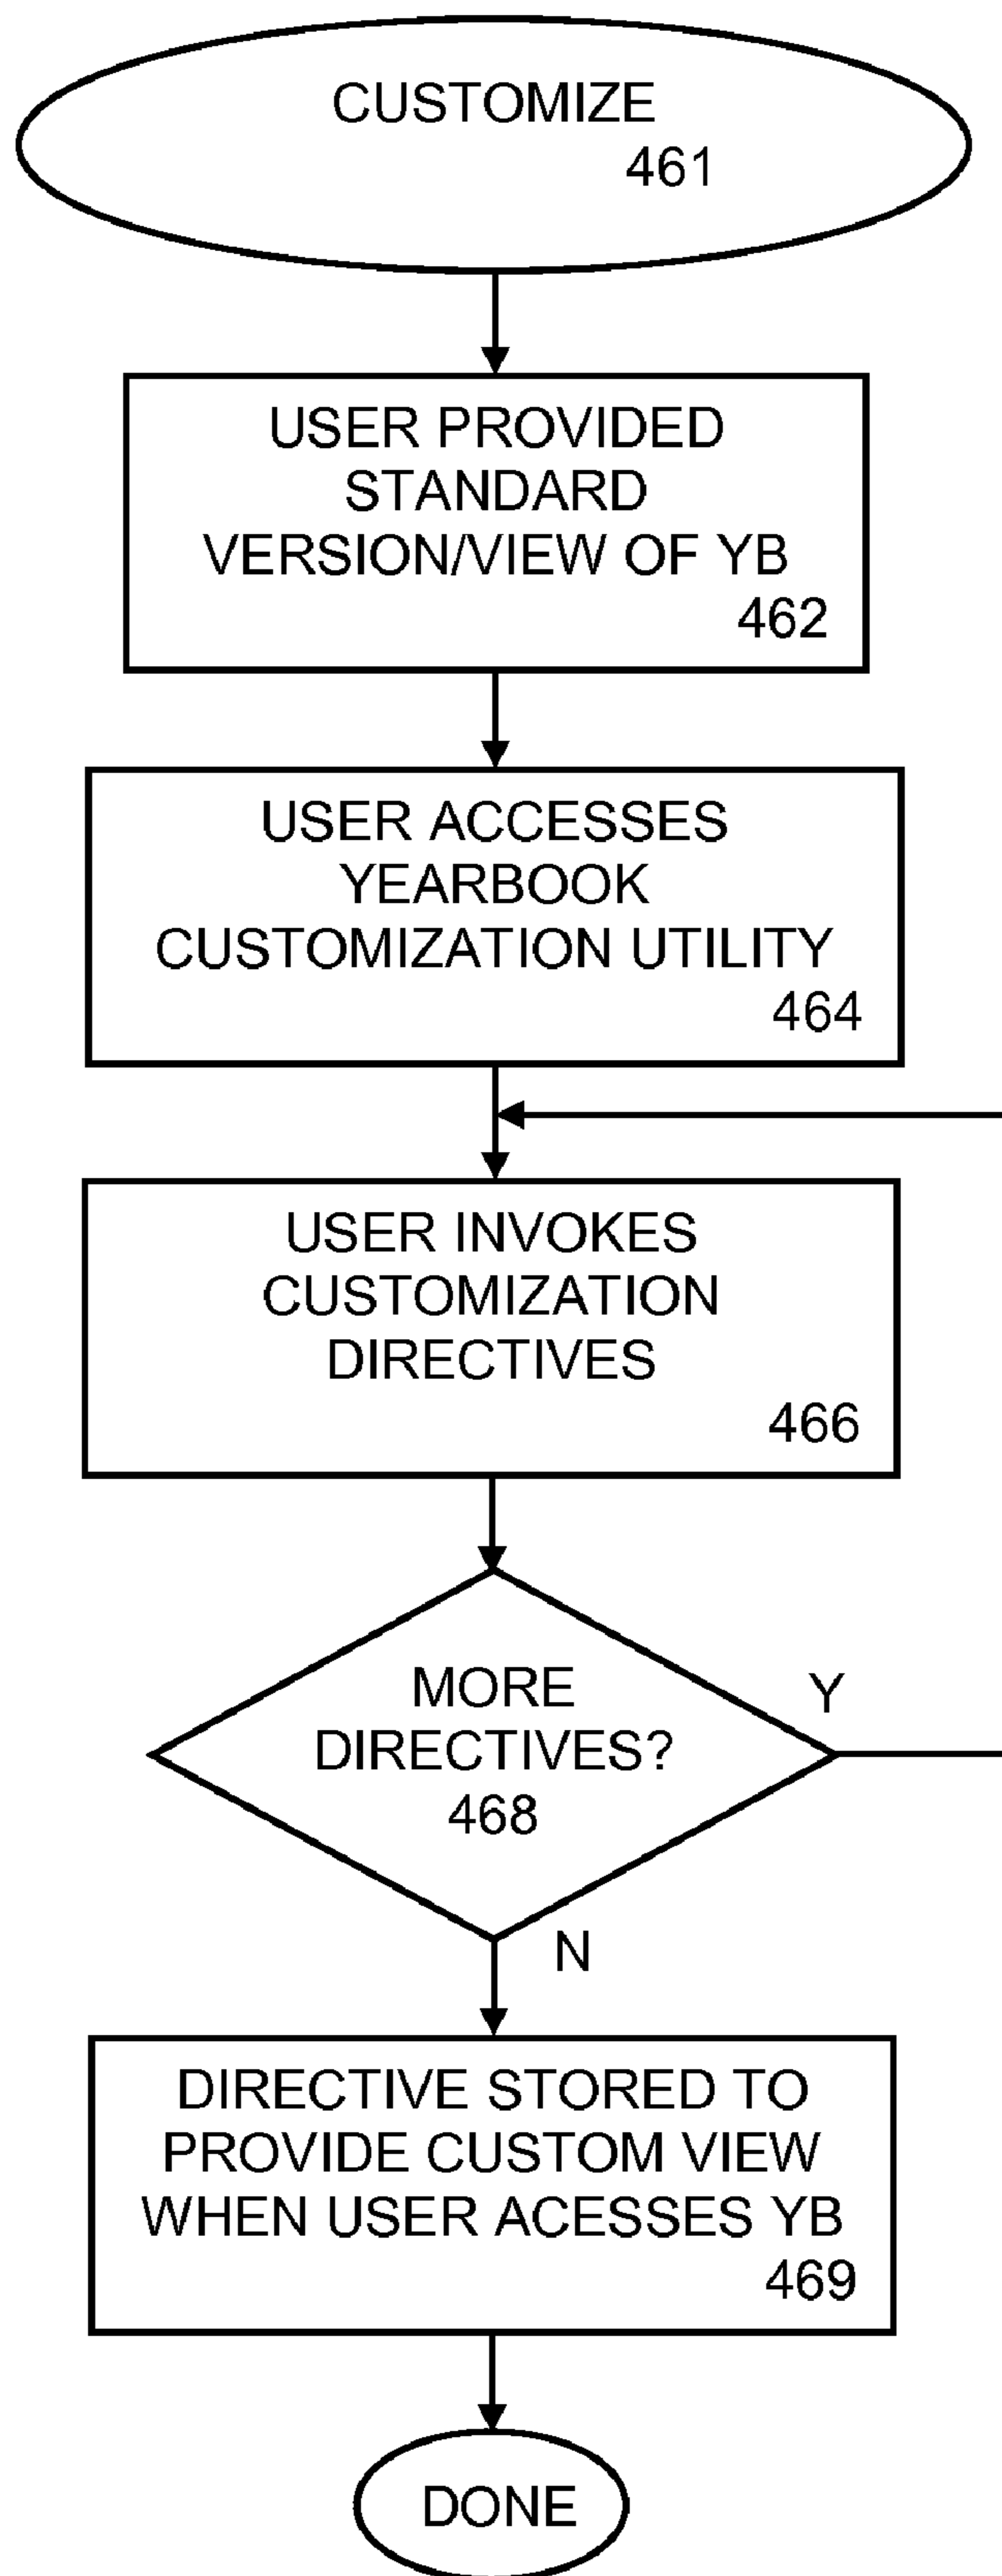 CUSTOMIZE
461
USER PROVIDED
STANDARD
VERSION/VIEW OF YB
462
USER ACCESSES
YEARBOOK
CUSTOMIZATION UTILITY
464
USER INVOKES
CUSTOMIZATION
DIRECTIVES
466
MORE
DIRECTIVES?
468
Y
N
DIRECTIVE STORED TO
PROVIDE CUSTOM VIEW
WHEN USER ACESSES YB
469
DONE